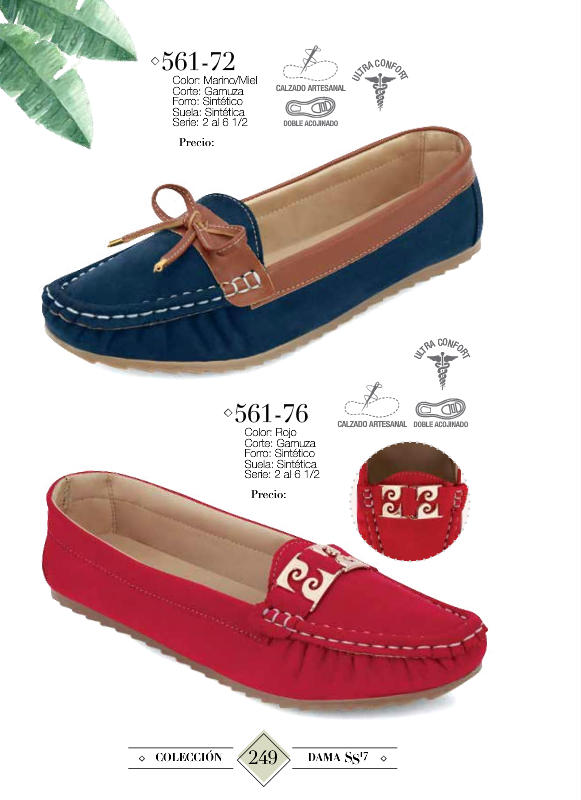 561-72
Color: Marino/Miel
Corte: Gamuza
Forro: Sintético
Suela: Sintética
Serie: 2 al 6 1/2
Precio:
CALZADO ARTESANAL
ULTRA CONFORT
DOBLE ACOJINADO
ULTRA CONFORT
561-76
Color: Rojo
Corte: Gamuza
Forro: Sintético
Suela: Sintética
Serie: 2 al 6 1/2
Precio:
CALZADO ARTESANAL
DOBLE ACOJINADO
COLECCIÓN 249 DAMA SS17